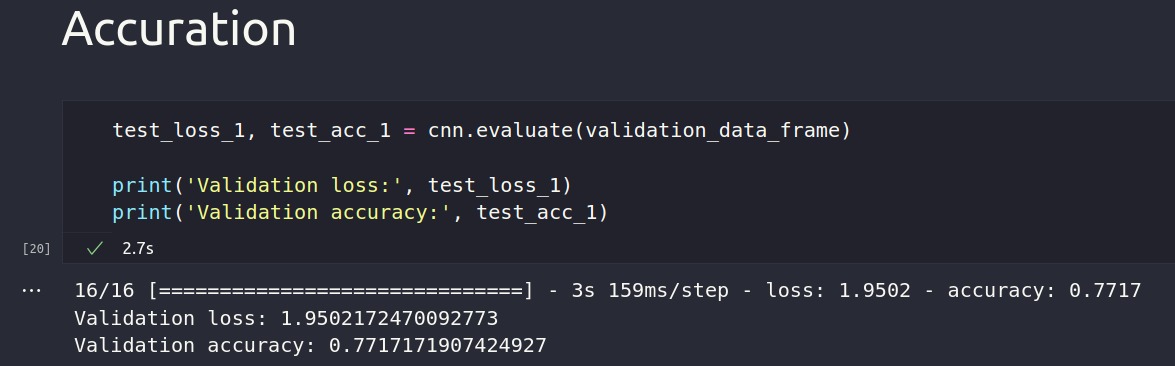 Accuration
test_loss_1, test_acc_1 = cnn.evaluate(validation_data_frame)
print('Validation loss:', test_loss_1)
print('Validation accuracy:', test_acc_1)
[20] ✓ 2.7s
... 16/16 [==============================] - 3s 159ms/step - loss: 1.9502 - accuracy: 0.7717
Validation loss: 1.9502172470092773
Validation accuracy: 0.7717171907424927